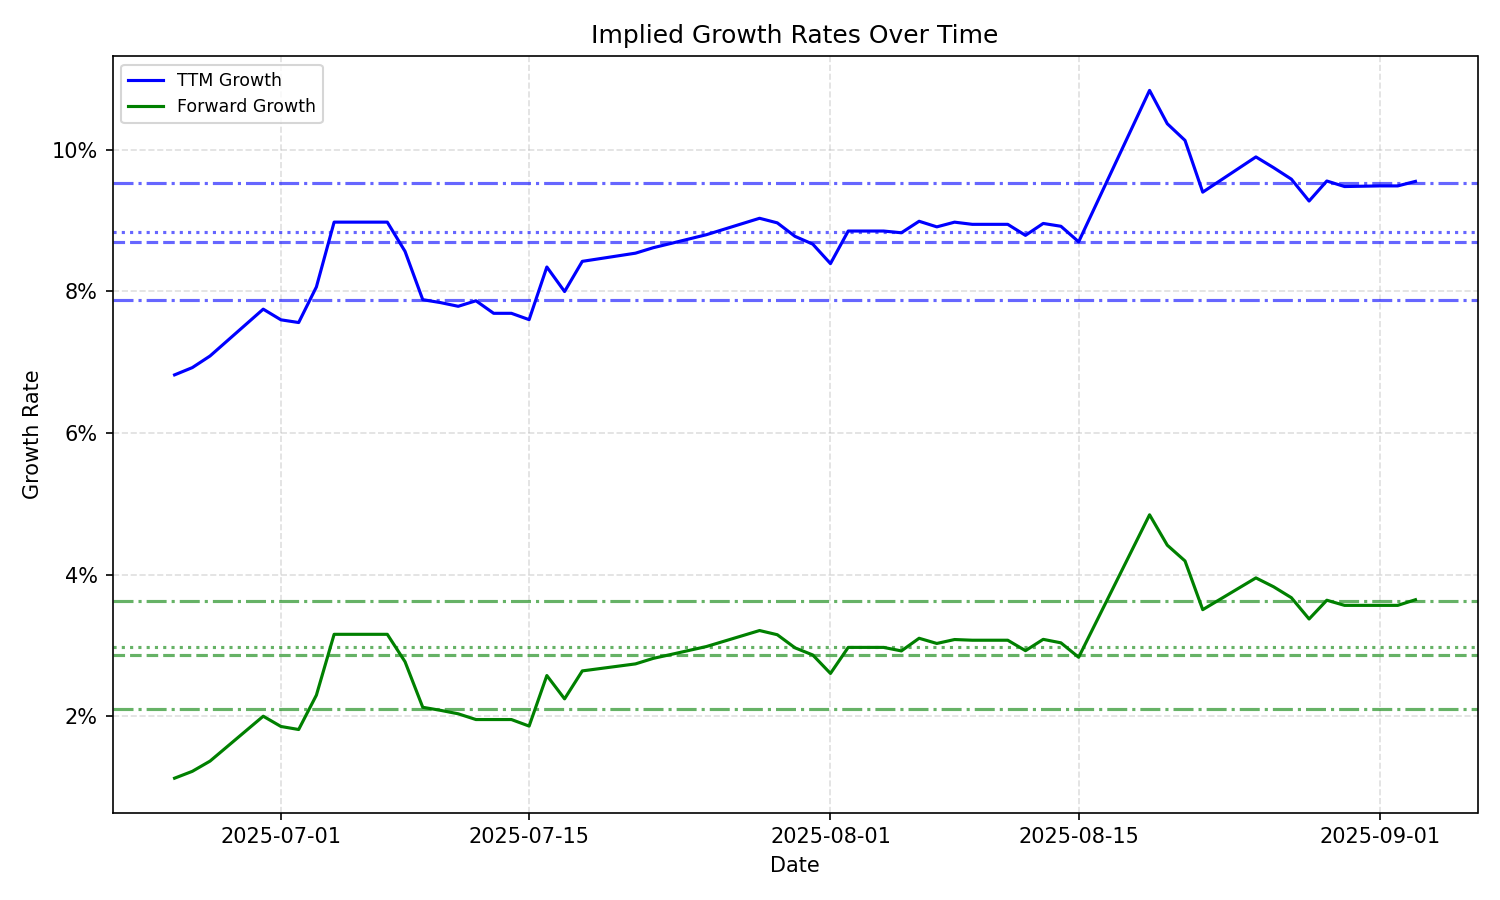 Implied Growth Rates Over Time
TTM Growth
Forward Growth
10%
8%
6%
4%
2%
Growth Rate
2025-07-01
2025-07-15
2025-08-01
2025-08-15
2025-09-01
Date